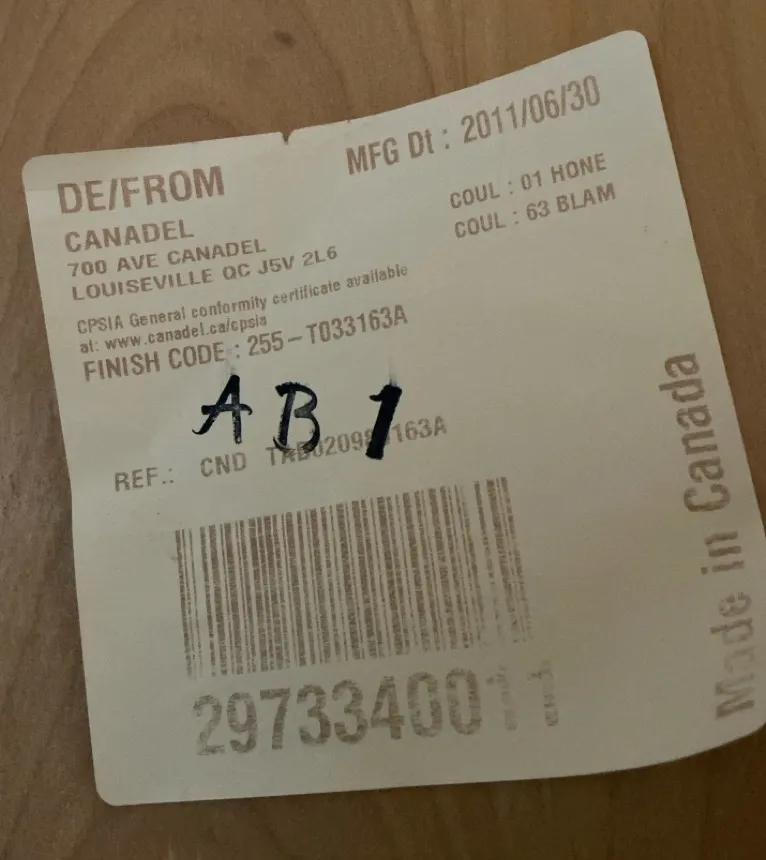 DE/FROM
MFG Dt : 2011/06/30
CANADEL
700 AVE CANADEL
LOUISEVILLE QC J5V 2L6
COUL : 01 HONE
COUL : 63 BLAM
CPSIA General conformity certificate available
at: www.canadel.ca/cpsia
FINISH CODE : 255-T033163A
A B 1
REF.: CND
2973340011
Made in Canada